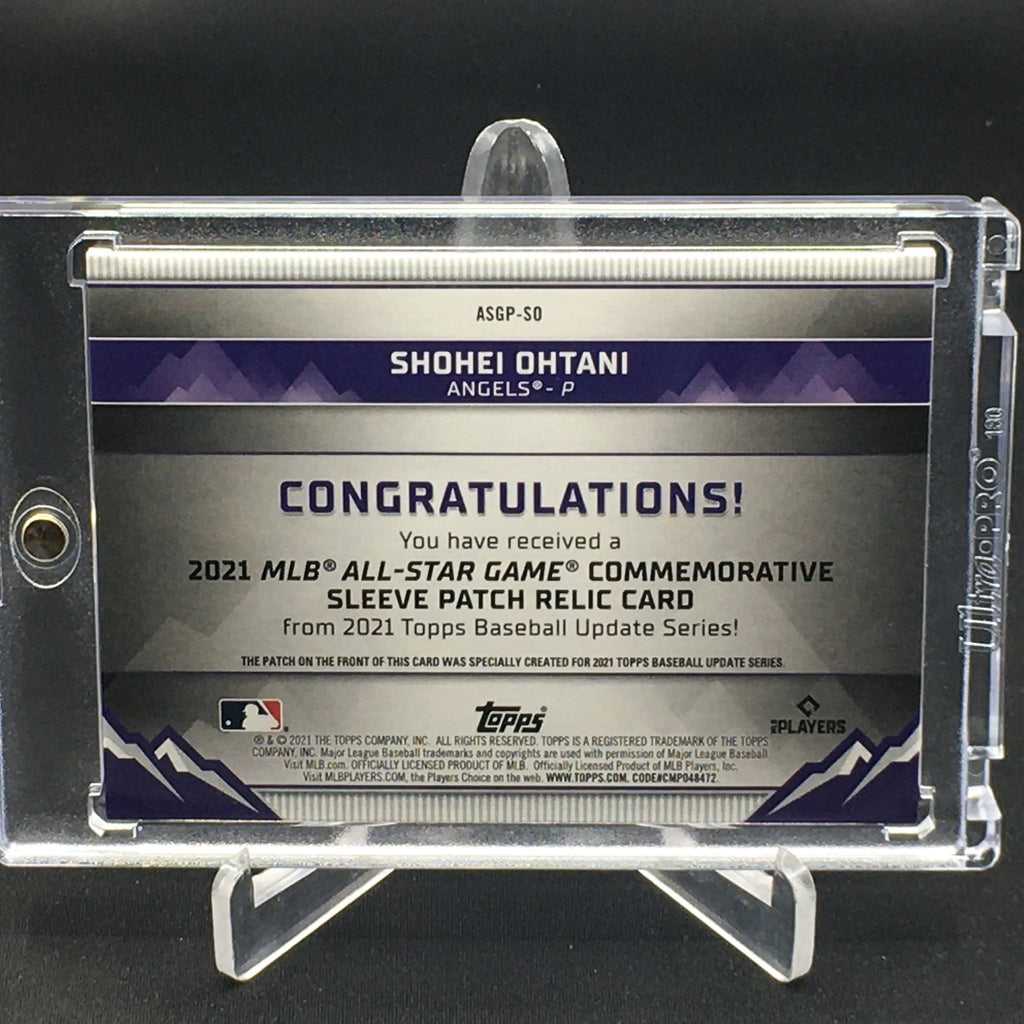 ASGP-SO
SHOHEI OHTANI
ANGELS® - P
CONGRATULATIONS!
You have received a
2021 MLB® ALL-STAR GAME® COMMEMORATIVE
SLEEVE PATCH RELIC CARD
from 2021 Topps Baseball Update Series!
THE PATCH ON THE FRONT OF THIS CARD WAS SPECIALLY CREATED FOR 2021 TOPPS BASEBALL UPDATE SERIES.
Topps®
MLB PLAYERS
® & © 2021 THE TOPPS COMPANY, INC. ALL RIGHTS RESERVED. TOPPS IS A REGISTERED TRADEMARK OF THE TOPPS
COMPANY, INC. Major League Baseball trademarks and copyrights are used with permission of Major League Baseball.
Visit MLB.com. OFFICIALLY LICENSED PRODUCT OF MLB. Officially Licensed Product of MLB Players, Inc.
Visit MLBPLAYERS.COM, the Players Choice on the web. WWW.TOPPS.COM. CODE#CMP048472.
Ultra•PRO® 180